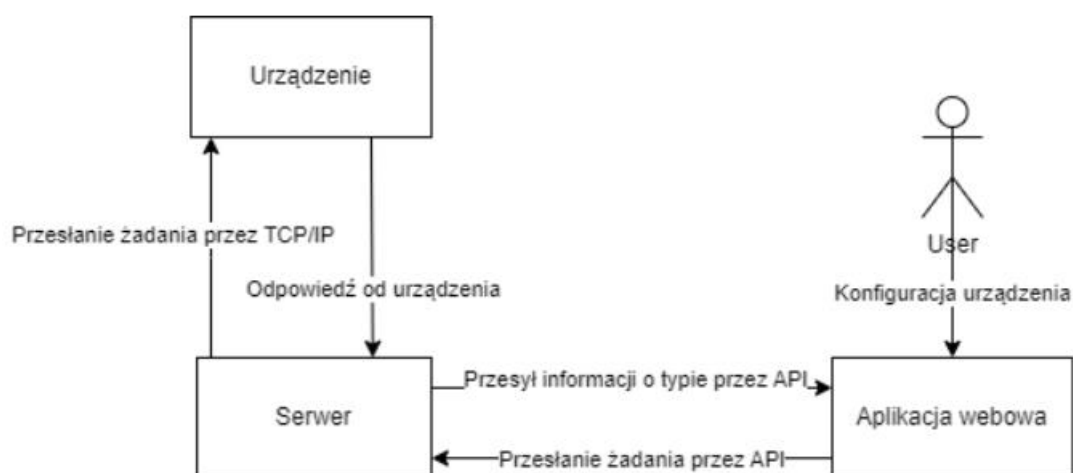 Urządzenie
Przesłanie żadania przez TCP/IP
User
Odpowiedź od urządzenia
Konfiguracja urządzenia
Przesył informacji o typie przez API
Serwer
Aplikacja webowa
Przesłanie żadania przez API